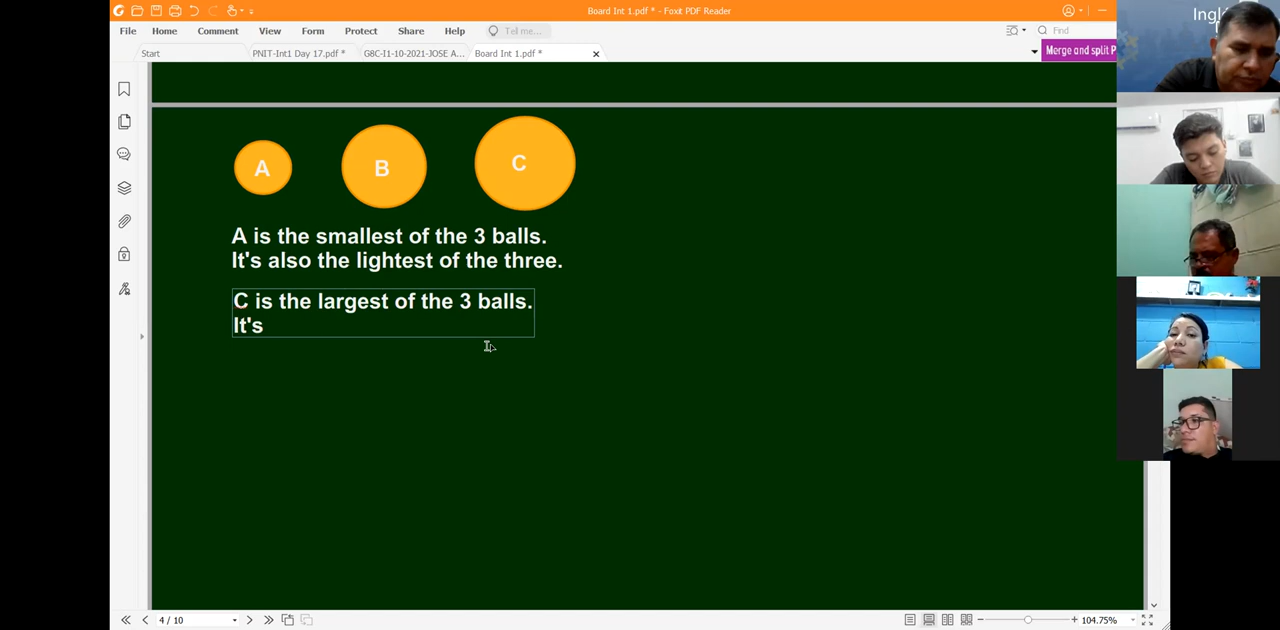 Board Int 1.pdf * - Foxit PDF Reader
File Home Comment View Form Protect Share Help Tell me... Find
Start PNIT-Int1 Day 17.pdf * G8C-I1-10-2021-JOSE A... Board Int 1.pdf * Merge and split P
Inglé
A B C
A is the smallest of the 3 balls.
It's also the lightest of the three.
C is the largest of the 3 balls.
It's
4 / 10 104.75%